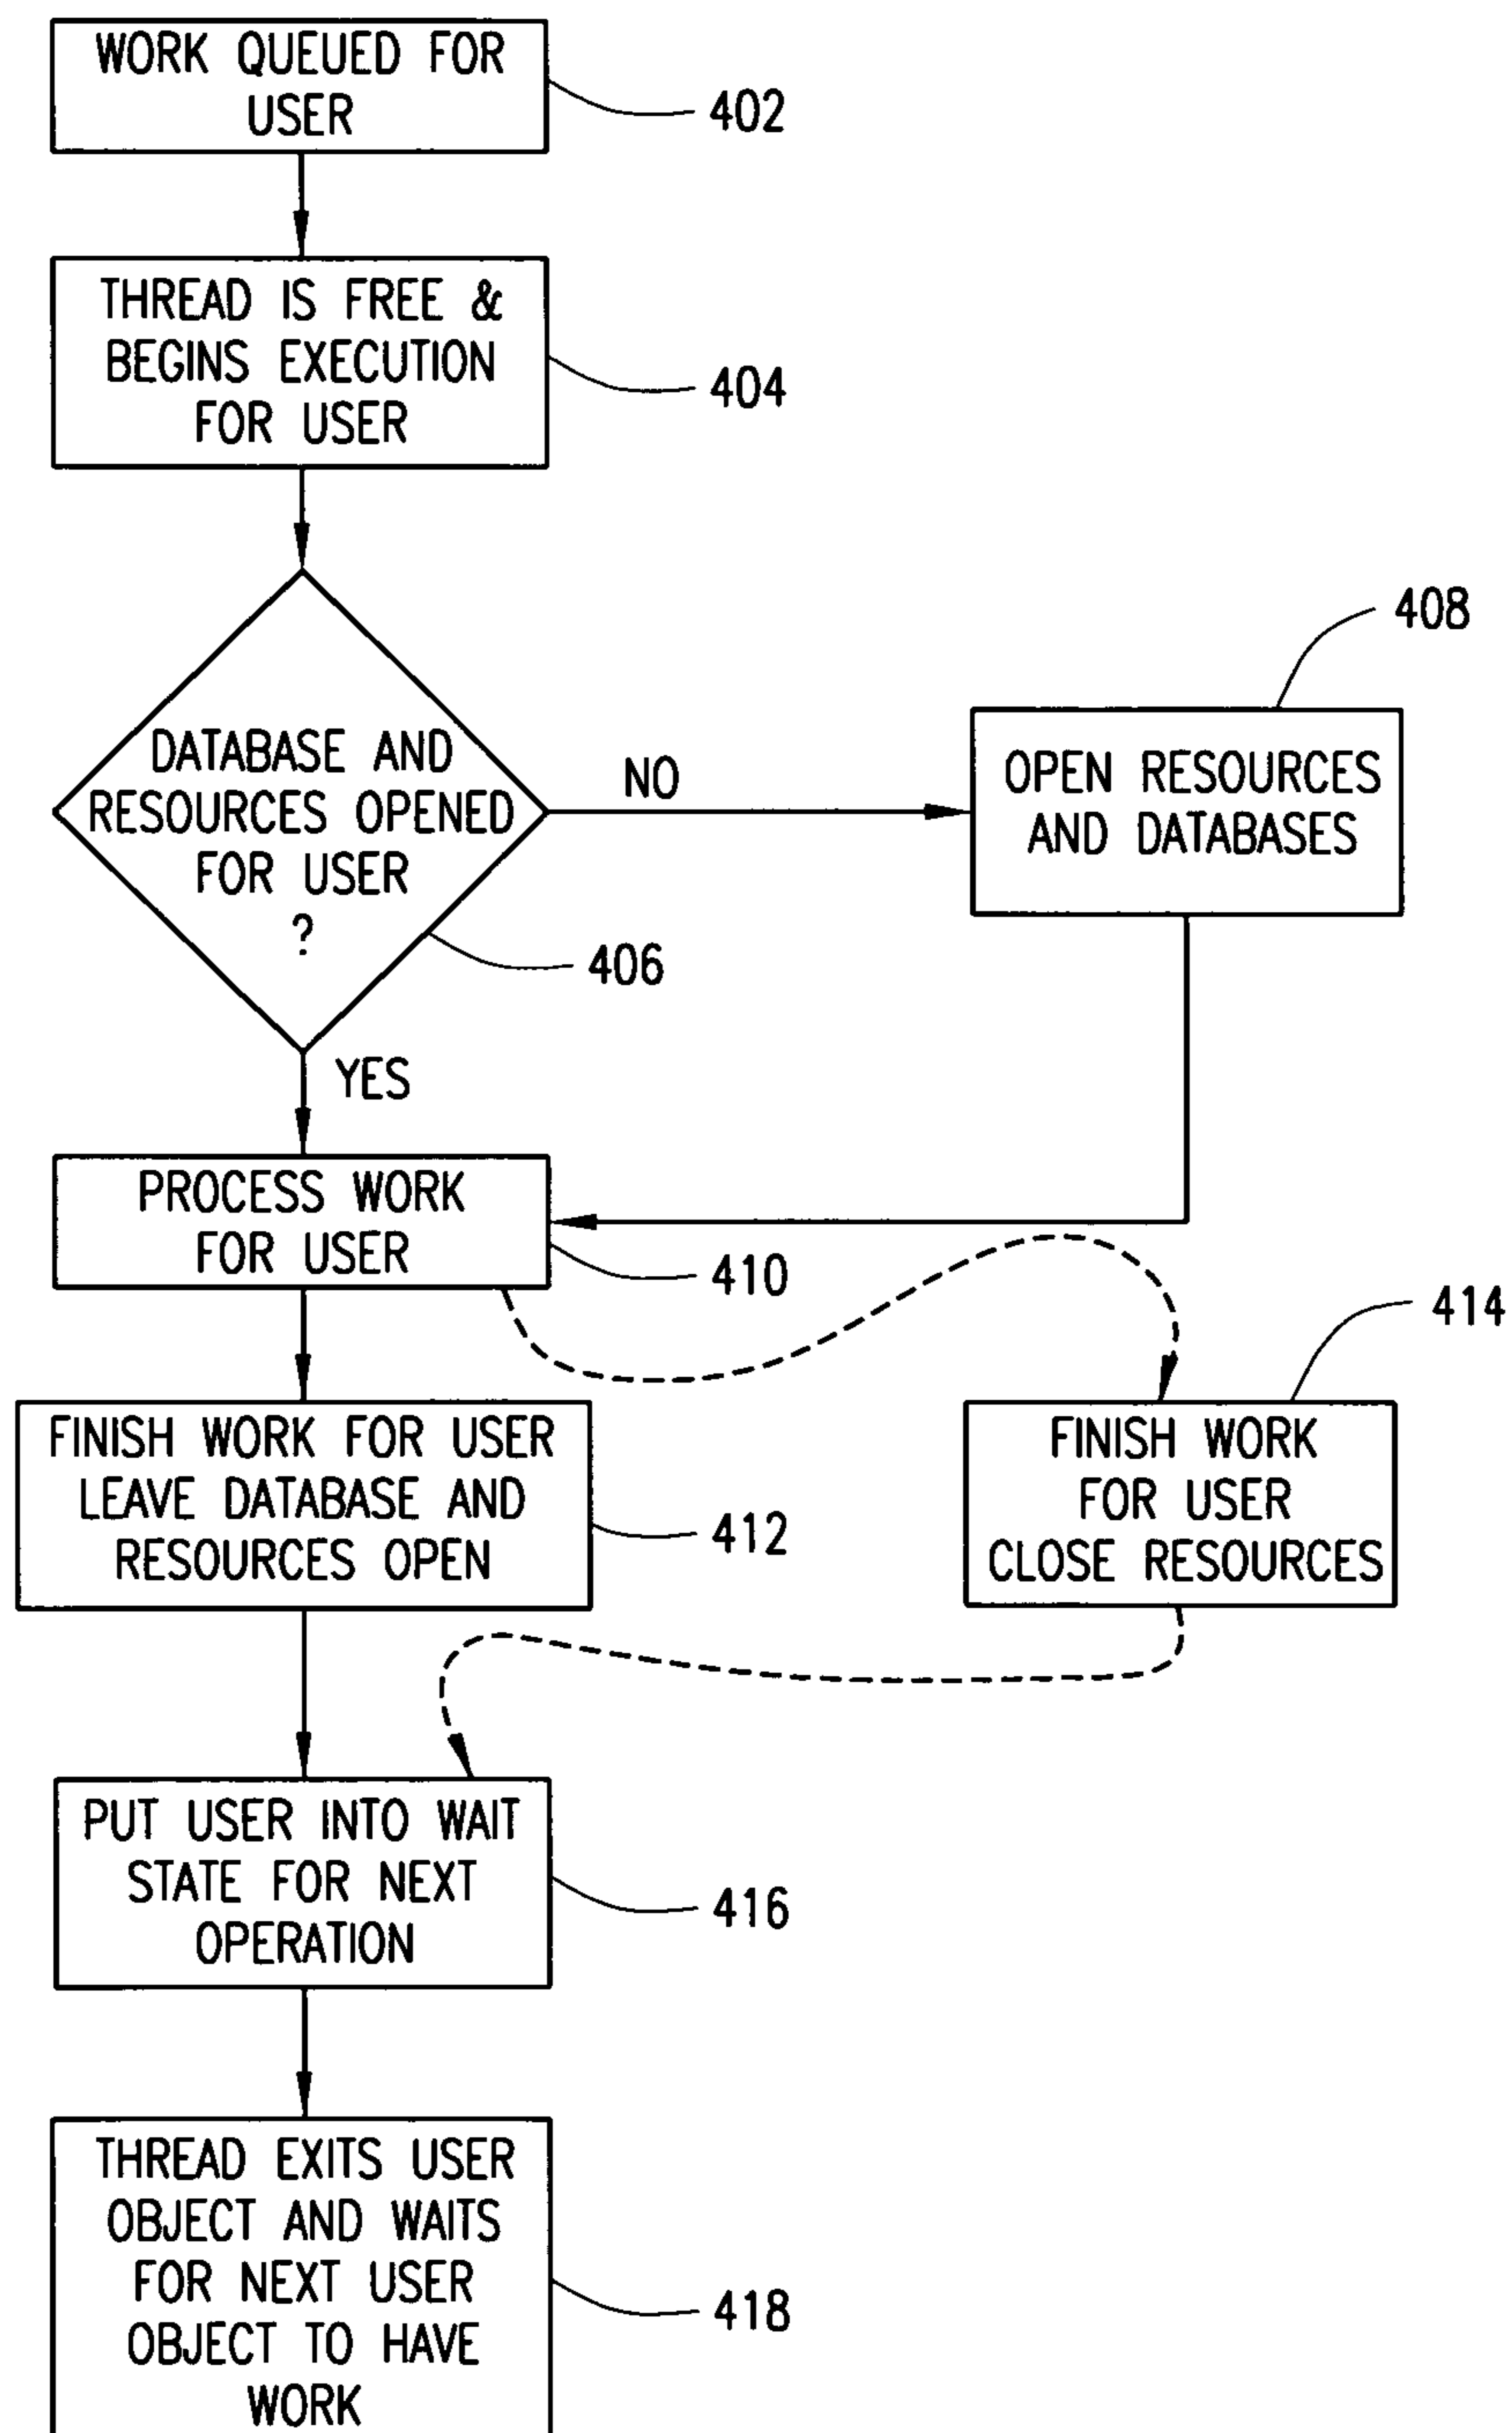 WORK QUEUED FOR
USER
402
THREAD IS FREE &
BEGINS EXECUTION
FOR USER
404
DATABASE AND
RESOURCES OPENED
FOR USER
?
406
NO
408
OPEN RESOURCES
AND DATABASES
YES
PROCESS WORK
FOR USER
410
FINISH WORK FOR USER
LEAVE DATABASE AND
RESOURCES OPEN
412
414
FINISH WORK
FOR USER
CLOSE RESOURCES
PUT USER INTO WAIT
STATE FOR NEXT
OPERATION
416
THREAD EXITS USER
OBJECT AND WAITS
FOR NEXT USER
OBJECT TO HAVE
WORK
418